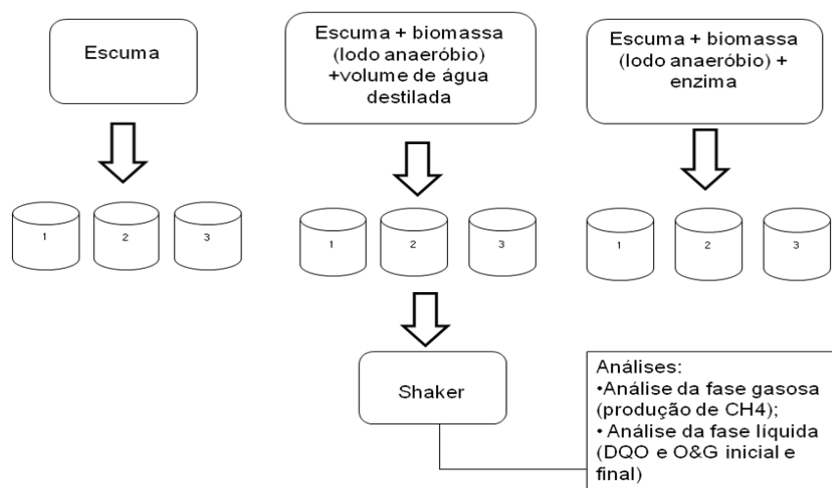 Escuma
Escuma + biomassa
(lodo anaeróbio)
+volume de água
destilada
Escuma + biomassa
(lodo anaeróbio) +
enzima
1
2
3
1
2
3
1
2
3
Shaker
Análises:
•Análise da fase gasosa
(produção de CH4);
• Análise da fase líquida
(DQO e O&G inicial e
final)